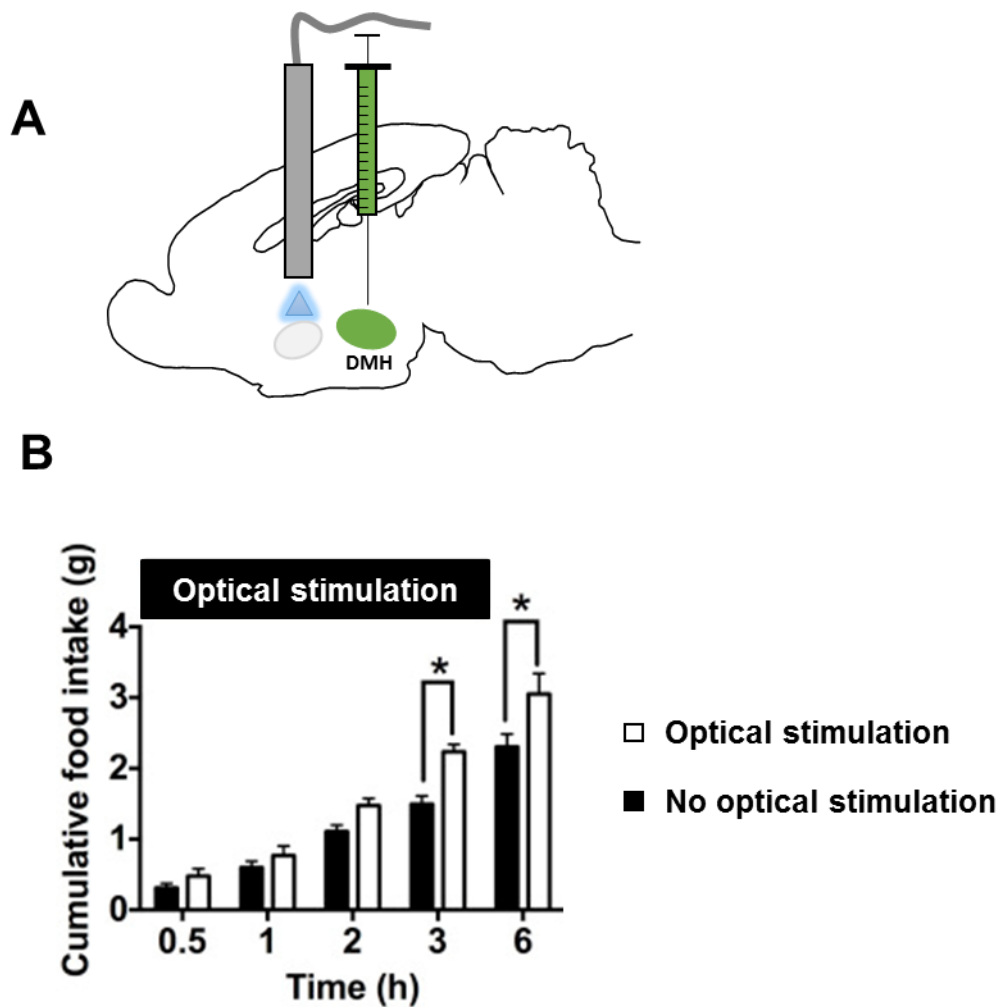 A
DMH
B
Optical stimulation
Cumulative food intake (g)
4
3
2
1
0
*
*
0.5 1 2 3 6
Time (h)
Optical stimulation
No optical stimulation